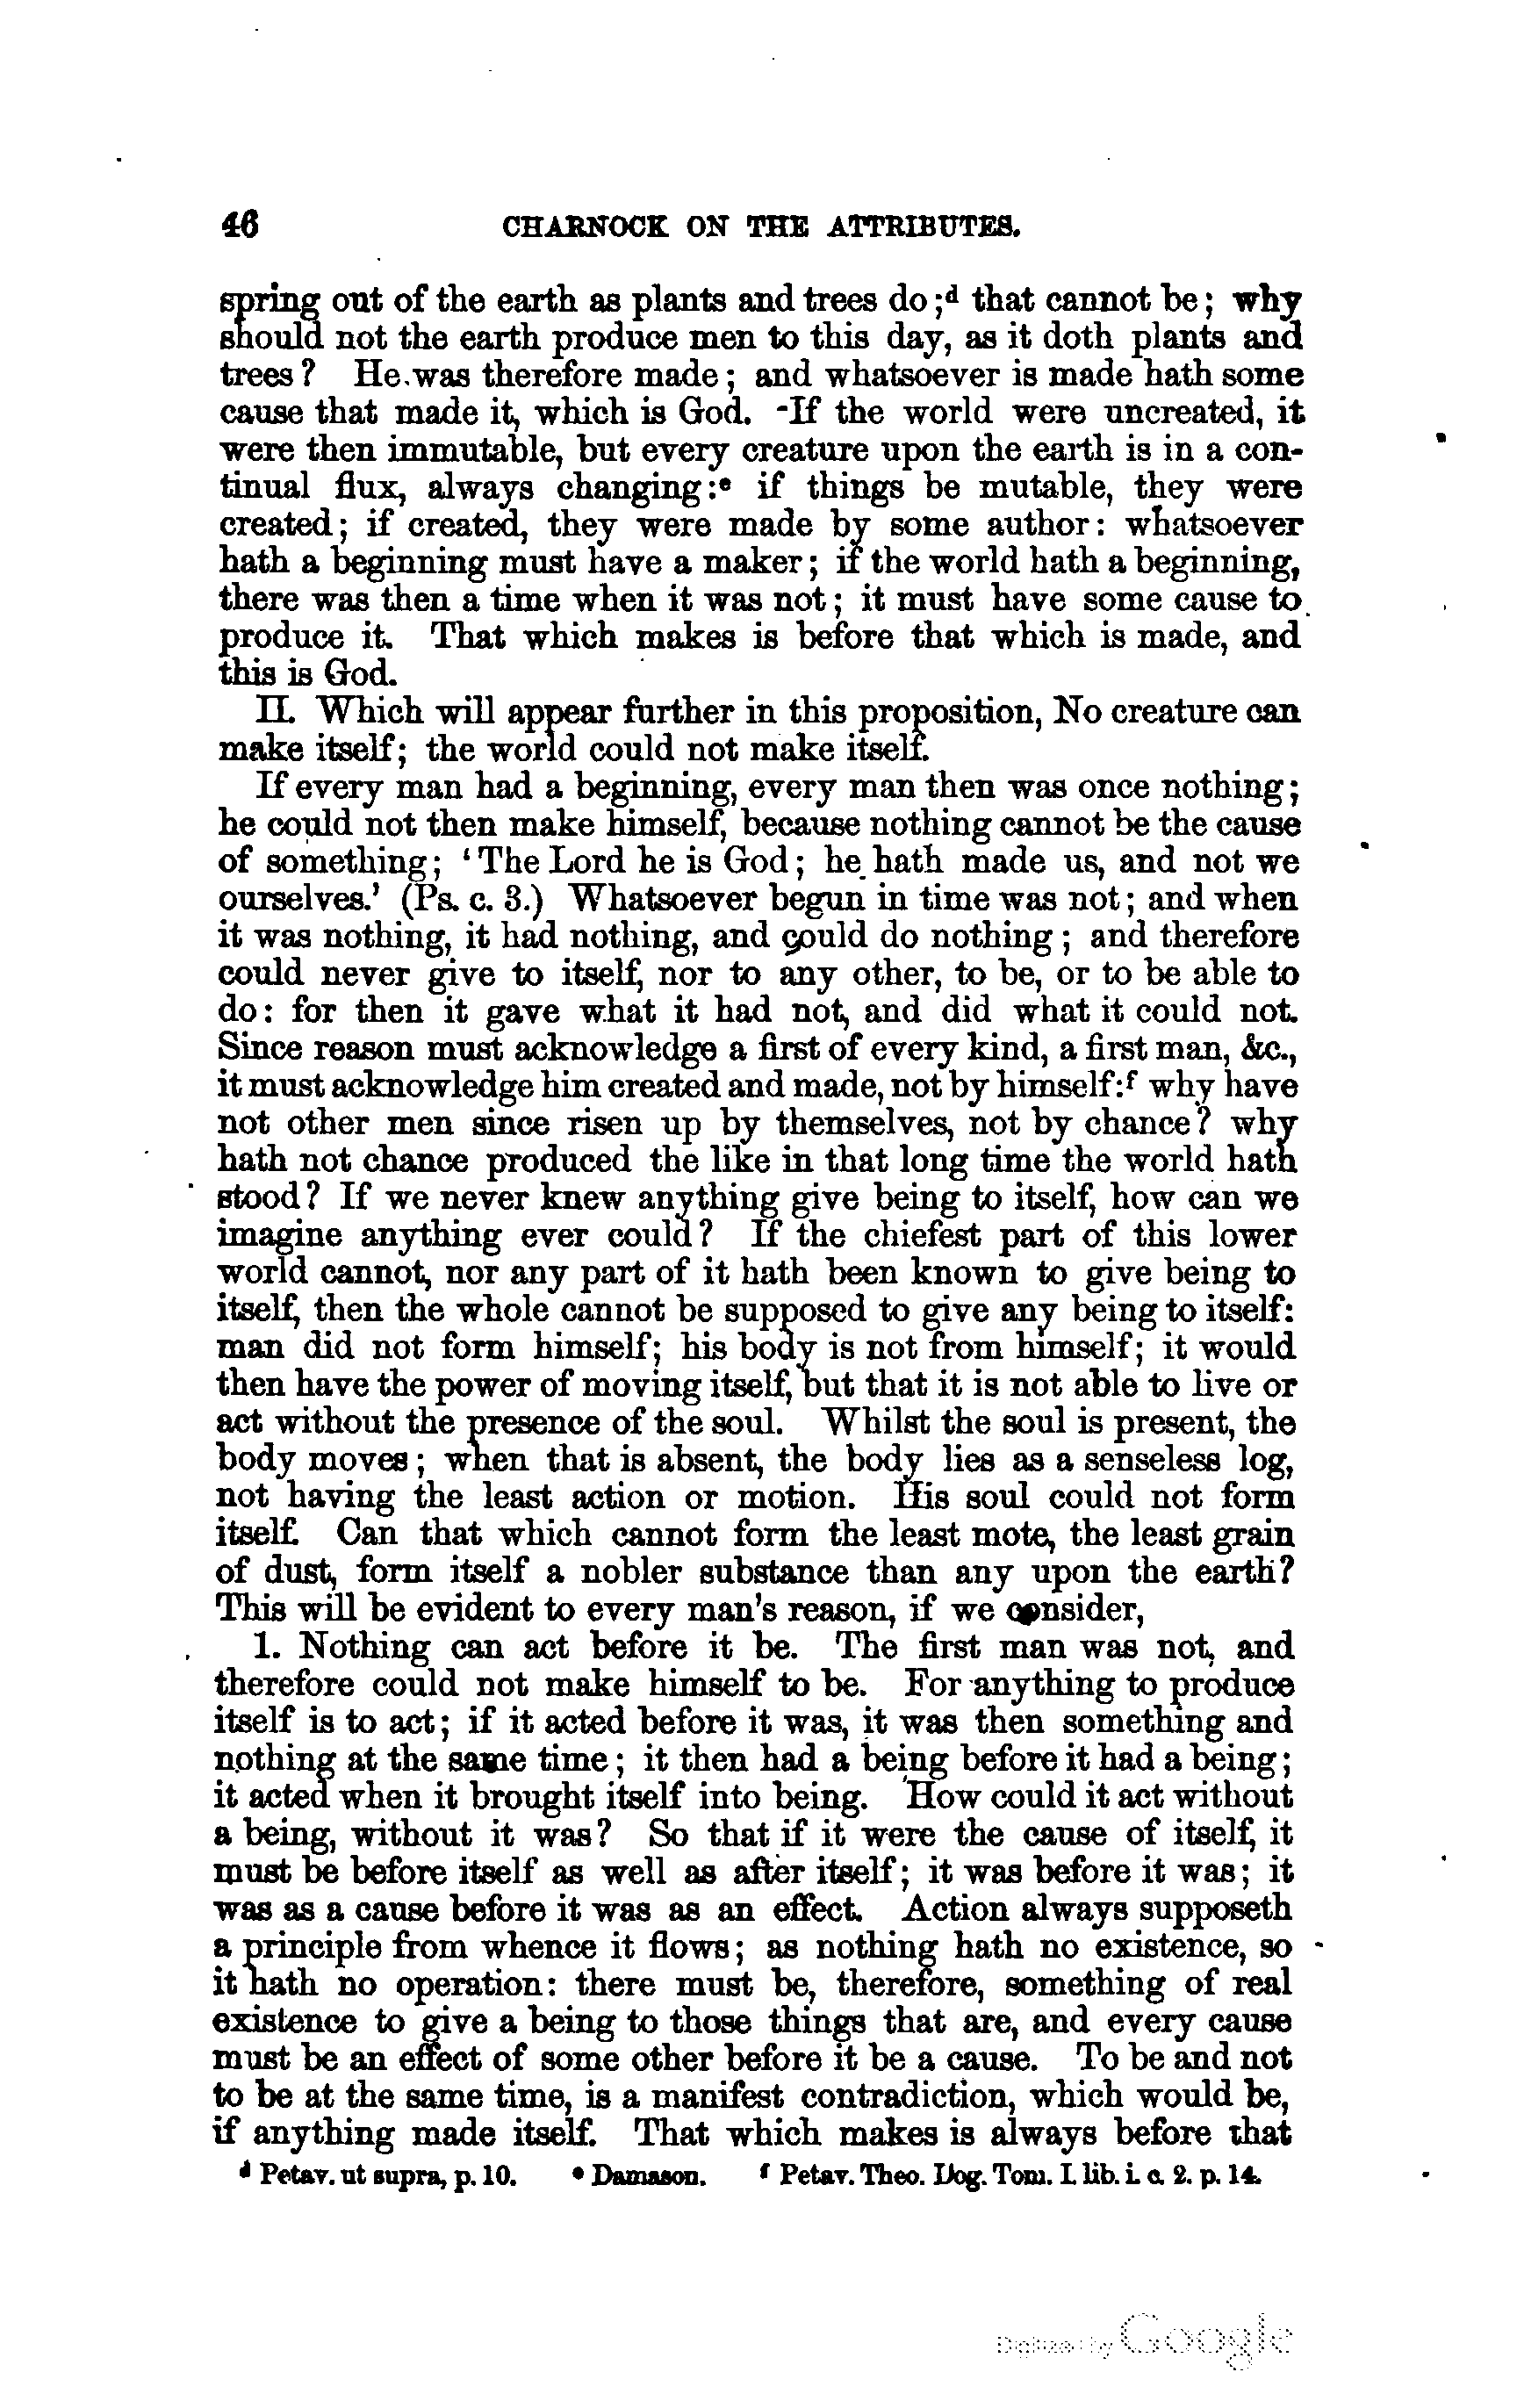 46 CHARNOCK ON THE ATTRIBUTES.
spring out of the earth as plants and trees do;ᵈ that cannot be; why
should not the earth produce men to this day, as it doth plants and
trees? He was therefore made; and whatsoever is made hath some
cause that made it, which is God. If the world were uncreated, it
were then immutable, but every creature upon the earth is in a con-
tinual flux, always changing:ᵉ if things be mutable, they were
created; if created, they were made by some author: whatsoever
hath a beginning must have a maker; if the world hath a beginning,
there was then a time when it was not; it must have some cause to
produce it. That which makes is before that which is made, and
this is God.
II. Which will appear further in this proposition, No creature can
make itself; the world could not make itself.
If every man had a beginning, every man then was once nothing;
he could not then make himself, because nothing cannot be the cause
of something; ‘The Lord he is God; he hath made us, and not we
ourselves.’ (Ps. c. 3.) Whatsoever begun in time was not; and when
it was nothing, it had nothing, and could do nothing; and therefore
could never give to itself, nor to any other, to be, or to be able to
do: for then it gave what it had not, and did what it could not.
Since reason must acknowledge a first of every kind, a first man, &c.,
it must acknowledge him created and made, not by himself:ᶠ why have
not other men since risen up by themselves, not by chance? why
hath not chance produced the like in that long time the world hath
stood? If we never knew anything give being to itself, how can we
imagine anything ever could? If the chiefest part of this lower
world cannot, nor any part of it hath been known to give being to
itself, then the whole cannot be supposed to give any being to itself:
man did not form himself; his body is not from himself; it would
then have the power of moving itself, but that it is not able to live or
act without the presence of the soul. Whilst the soul is present, the
body moves; when that is absent, the body lies as a senseless log,
not having the least action or motion. His soul could not form
itself. Can that which cannot form the least mote, the least grain
of dust, form itself a nobler substance than any upon the earth?
This will be evident to every man's reason, if we consider,
1. Nothing can act before it be. The first man was not, and
therefore could not make himself to be. For anything to produce
itself is to act; if it acted before it was, it was then something and
nothing at the same time; it then had a being before it had a being;
it acted when it brought itself into being. How could it act without
a being, without it was? So that if it were the cause of itself, it
must be before itself as well as after itself; it was before it was; it
was as a cause before it was as an effect. Action always supposeth
a principle from whence it flows; as nothing hath no existence, so
it hath no operation: there must be, therefore, something of real
existence to give a being to those things that are, and every cause
must be an effect of some other before it be a cause. To be and not
to be at the same time, is a manifest contradiction, which would be,
if anything made itself. That which makes is always before that
ᵈ Petav. ut supra, p. 10. ᵉ Damason. ᶠ Petav. Theo. Dog. Tom. I. lib. i. c. 2. p. 14.
Digitized by Google